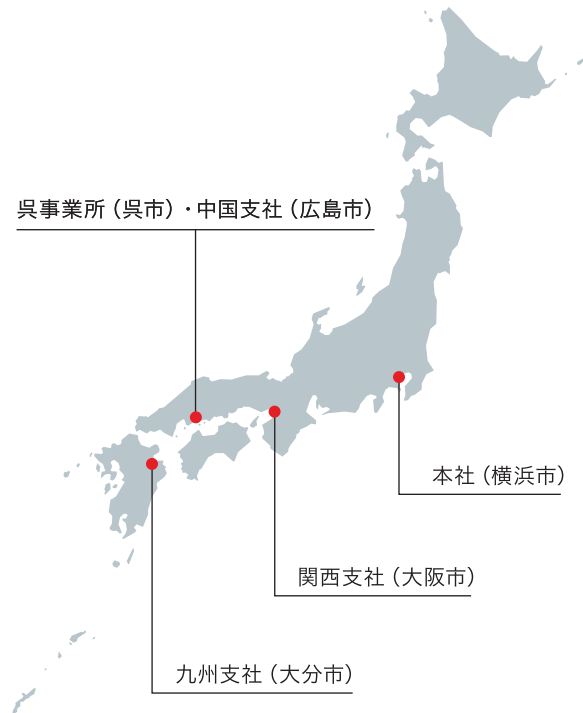 呉事業所（呉市）・中国支社（広島市）
本社（横浜市）
関西支社（大阪市）
九州支社（大分市）